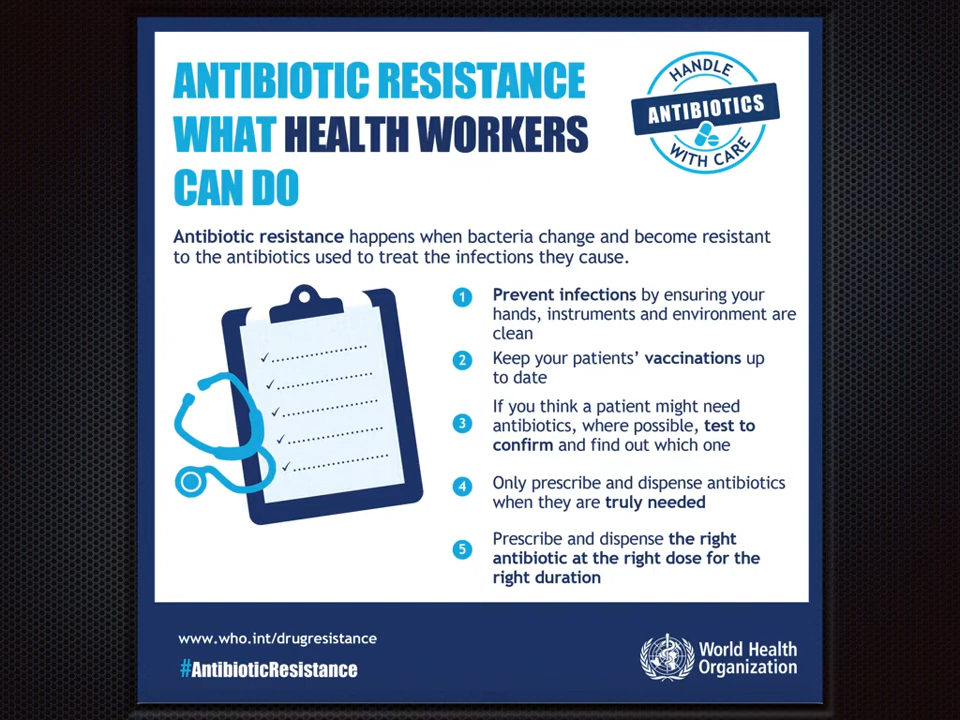 ANTIBIOTIC RESISTANCE
WHAT HEALTH WORKERS
CAN DO
HANDLE
ANTIBIOTICS
WITH CARE
Antibiotic resistance happens when bacteria change and become resistant
to the antibiotics used to treat the infections they cause.
1 Prevent infections by ensuring your
hands, instruments and environment are
clean
2 Keep your patients’ vaccinations up
to date
3 If you think a patient might need
antibiotics, where possible, test to
confirm and find out which one
4 Only prescribe and dispense antibiotics
when they are truly needed
5 Prescribe and dispense the right
antibiotic at the right dose for the
right duration
www.who.int/drugresistance
#AntibioticResistance
World Health
Organization